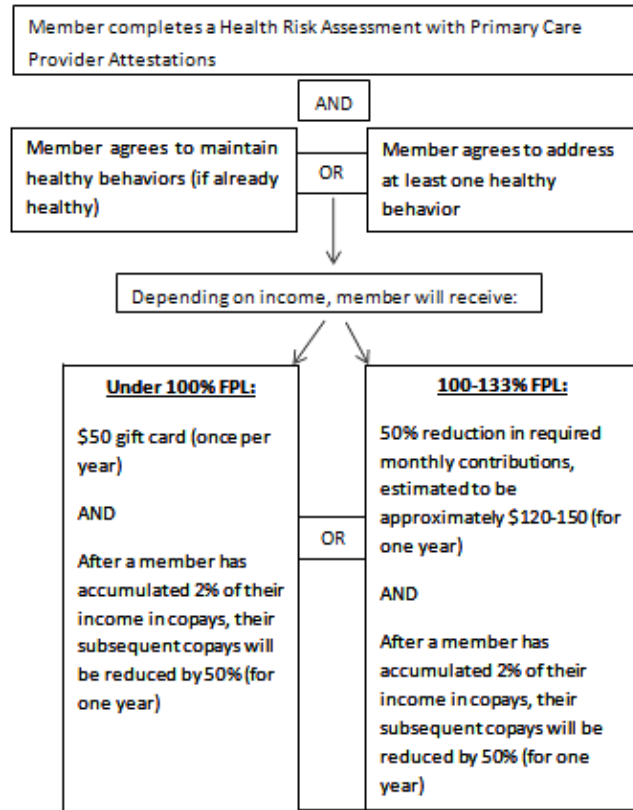 Member completes a Health Risk Assessment with Primary Care
Provider Attestations
AND
Member agrees to maintain
healthy behaviors (if already
healthy)
OR
Member agrees to address
at least one healthy
behavior
Depending on income, member will receive:
Under 100% FPL:
$50 gift card (once per
year)
AND
After a member has
accumulated 2% of their
income in copays, their
subsequent copays will
be reduced by 50% (for
one year)
OR
100-133% FPL:
50% reduction in required
monthly contributions,
estimated to be
approximately $120-150 (for
one year)
AND
After a member has
accumulated 2% of their
income in copays, their
subsequent copays will be
reduced by 50% (for one
year)